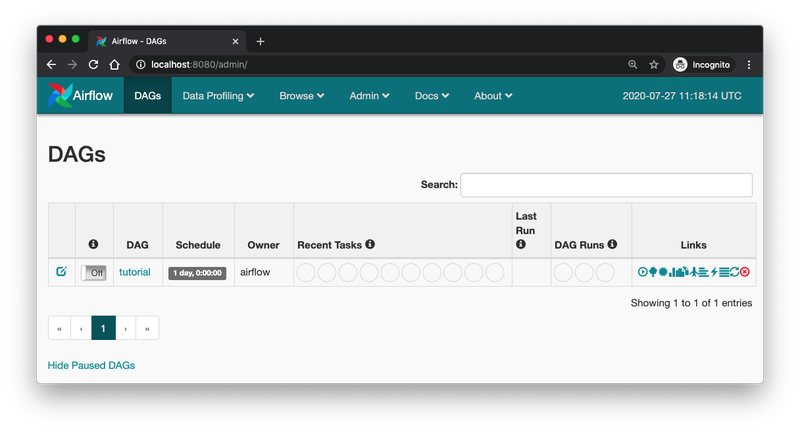 Airflow - DAGs
localhost:8080/admin/
Incognito
Airflow
DAGs
Data Profiling
Browse
Admin
Docs
About
2020-07-27 11:18:14 UTC
DAGs
Search:
DAG
Schedule
Owner
Recent Tasks
Last Run
DAG Runs
Links
Off
tutorial
1 day, 0:00:00
airflow
Showing 1 to 1 of 1 entries
« ‹ 1 › »
Hide Paused DAGs